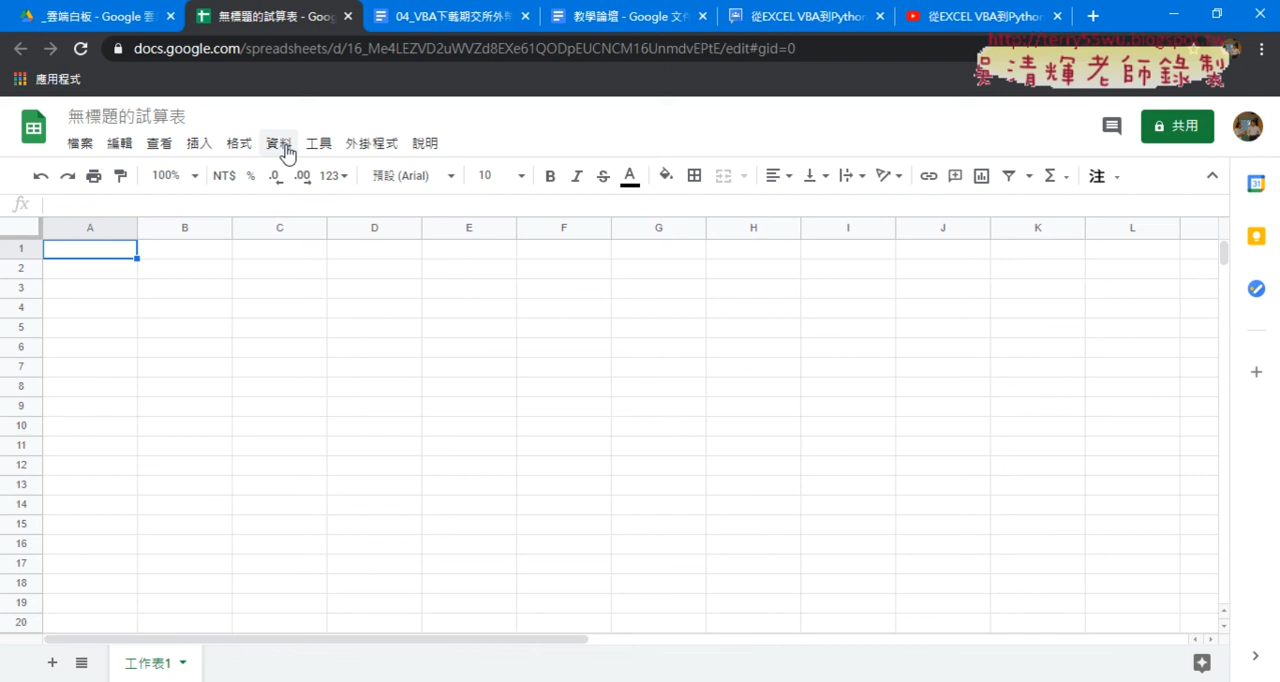 _雲端白板 - Google 雲
無標題的試算表 - Goog
04_VBA下載期交所外
教學論壇 - Google 文
從EXCEL VBA到Python
從EXCEL VBA到Python
docs.google.com/spreadsheets/d/16_Me4LEZVD2uWVZd8EXe61QODpEUCNCM16UnmdvEPtE/edit#gid=0
http://terry55wu.blogspot.tw
吳清輝老師錄製
應用程式
無標題的試算表
檔案 編輯 查看 插入 格式 資料 工具 外掛程式 說明
共用
100% NT$ % .0 .00 123 預設 (Arial) 10 B I S A Σ 注
fx
A B C D E F G H I J K L
1
2
3
4
5
6
7
8
9
10
11
12
13
14
15
16
17
18
19
20
31
工作表1